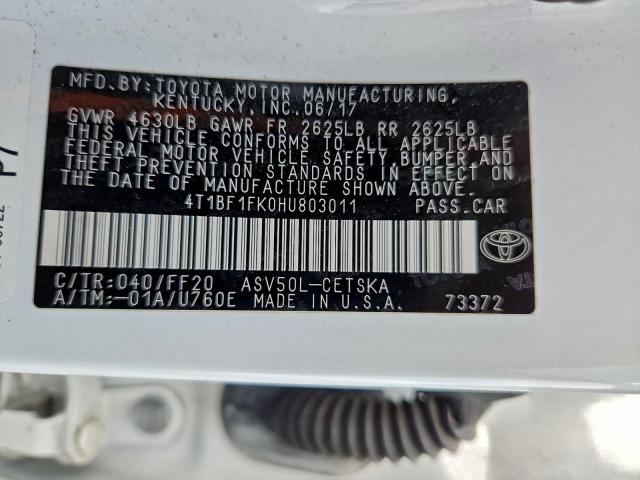 MFD.BY:TOYOTA MOTOR MANUFACTURING,
KENTUCKY, INC. 06/17
GVWR 4630LB GAWR FR 2625LB RR 2625LB
THIS VEHICLE CONFORMS TO ALL APPLICABLE
FEDERAL MOTOR VEHICLE SAFETY, BUMPER, AND
THEFT PREVENTION STANDARDS IN EFFECT ON
THE DATE OF MANUFACTURE SHOWN ABOVE.
4T1BF1FK0HU803011 PASS.CAR
C/TR:040/FF20 ASV50L-CETSKA
A/TM:-01A/U760E MADE IN U.S.A. 73372
TOYOTA
P7